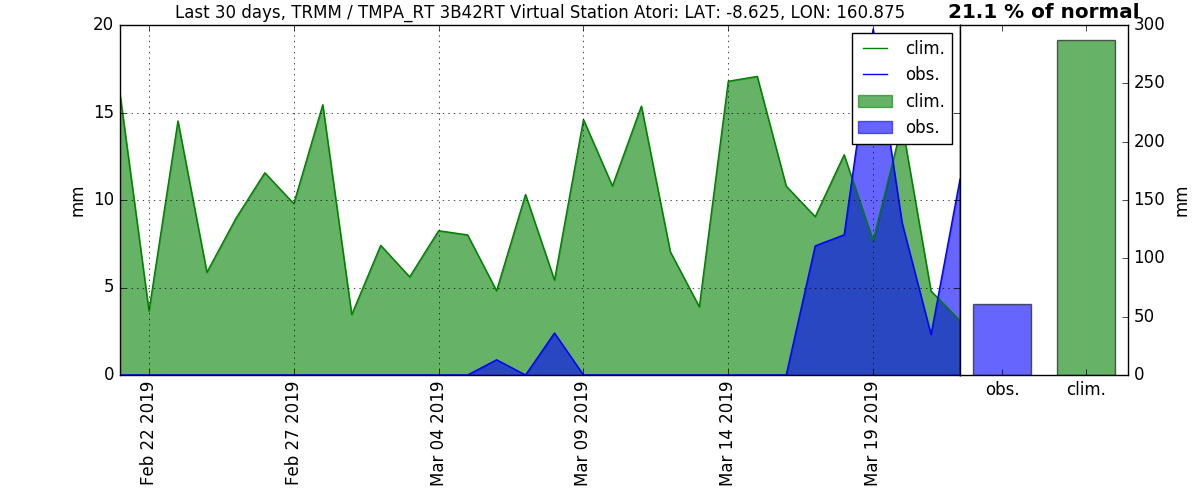 Last 30 days, TRMM / TMPA_RT 3B42RT Virtual Station Atori: LAT: -8.625, LON: 160.875
21.1 % of normal
20
15
10
5
0
mm
clim.
obs.
clim.
obs.
300
250
200
150
100
50
0
mm
obs.
clim.
Feb 22 2019
Feb 27 2019
Mar 04 2019
Mar 09 2019
Mar 14 2019
Mar 19 2019